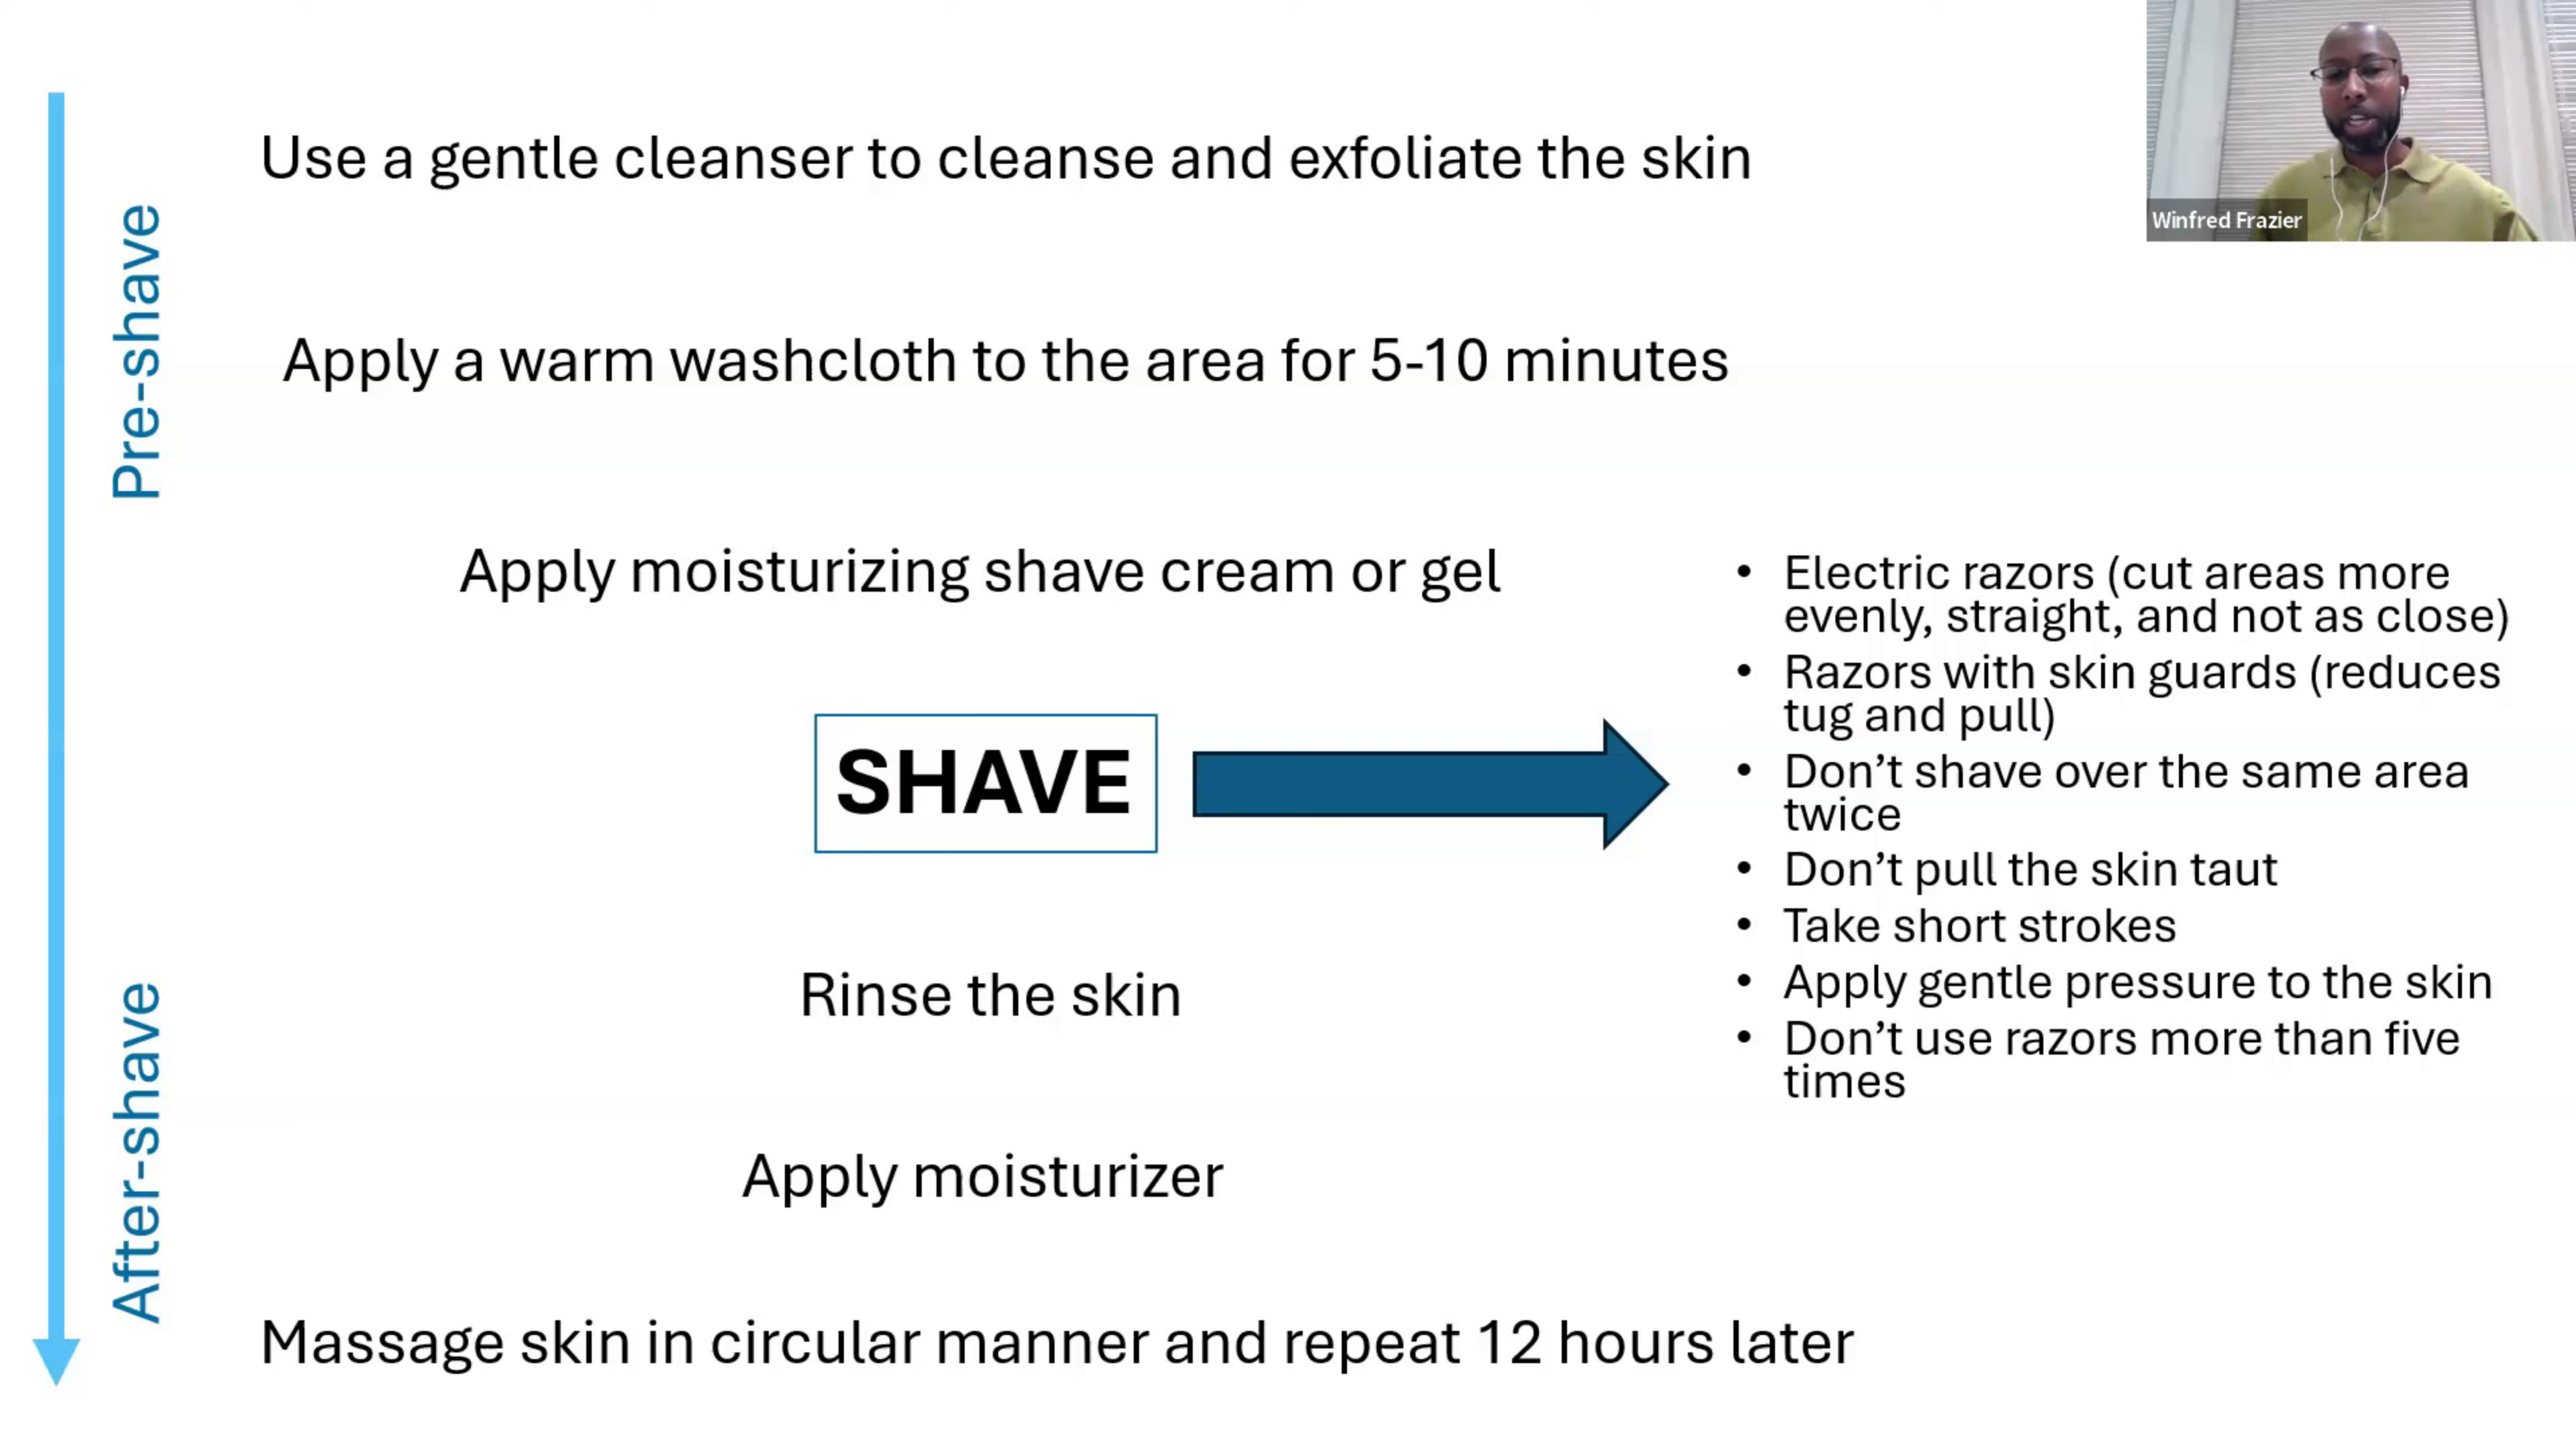 Winfred Frazier
Pre-shave
Use a gentle cleanser to cleanse and exfoliate the skin
Apply a warm washcloth to the area for 5-10 minutes
Apply moisturizing shave cream or gel
SHAVE
• Electric razors (cut areas more
evenly, straight, and not as close)
• Razors with skin guards (reduces
tug and pull)
• Don’t shave over the same area
twice
• Don’t pull the skin taut
• Take short strokes
• Apply gentle pressure to the skin
• Don’t use razors more than five
times
After-shave
Rinse the skin
Apply moisturizer
Massage skin in circular manner and repeat 12 hours later